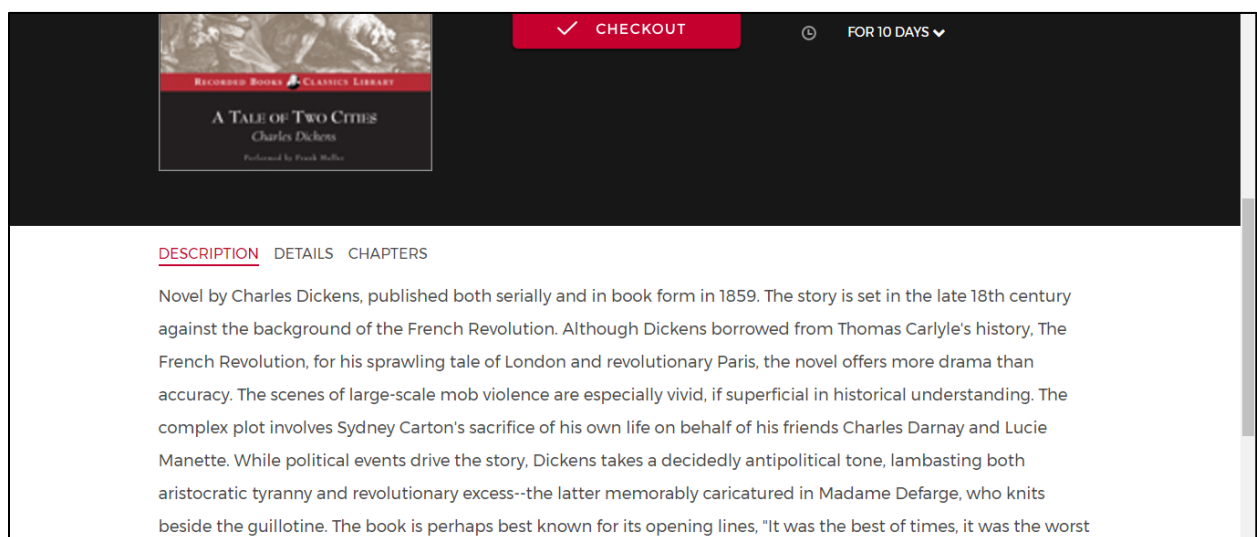 CHECKOUT
FOR 10 DAYS
RECORDED BOOKS CLASSICS LIBRARY
A TALE OF TWO CITIES
Charles Dickens
Performed by Frank Muller
DESCRIPTION DETAILS CHAPTERS
Novel by Charles Dickens, published both serially and in book form in 1859. The story is set in the late 18th century
against the background of the French Revolution. Although Dickens borrowed from Thomas Carlyle's history, The
French Revolution, for his sprawling tale of London and revolutionary Paris, the novel offers more drama than
accuracy. The scenes of large-scale mob violence are especially vivid, if superficial in historical understanding. The
complex plot involves Sydney Carton's sacrifice of his own life on behalf of his friends Charles Darnay and Lucie
Manette. While political events drive the story, Dickens takes a decidedly antipolitical tone, lambasting both
aristocratic tyranny and revolutionary excess--the latter memorably caricatured in Madame Defarge, who knits
beside the guillotine. The book is perhaps best known for its opening lines, "It was the best of times, it was the worst